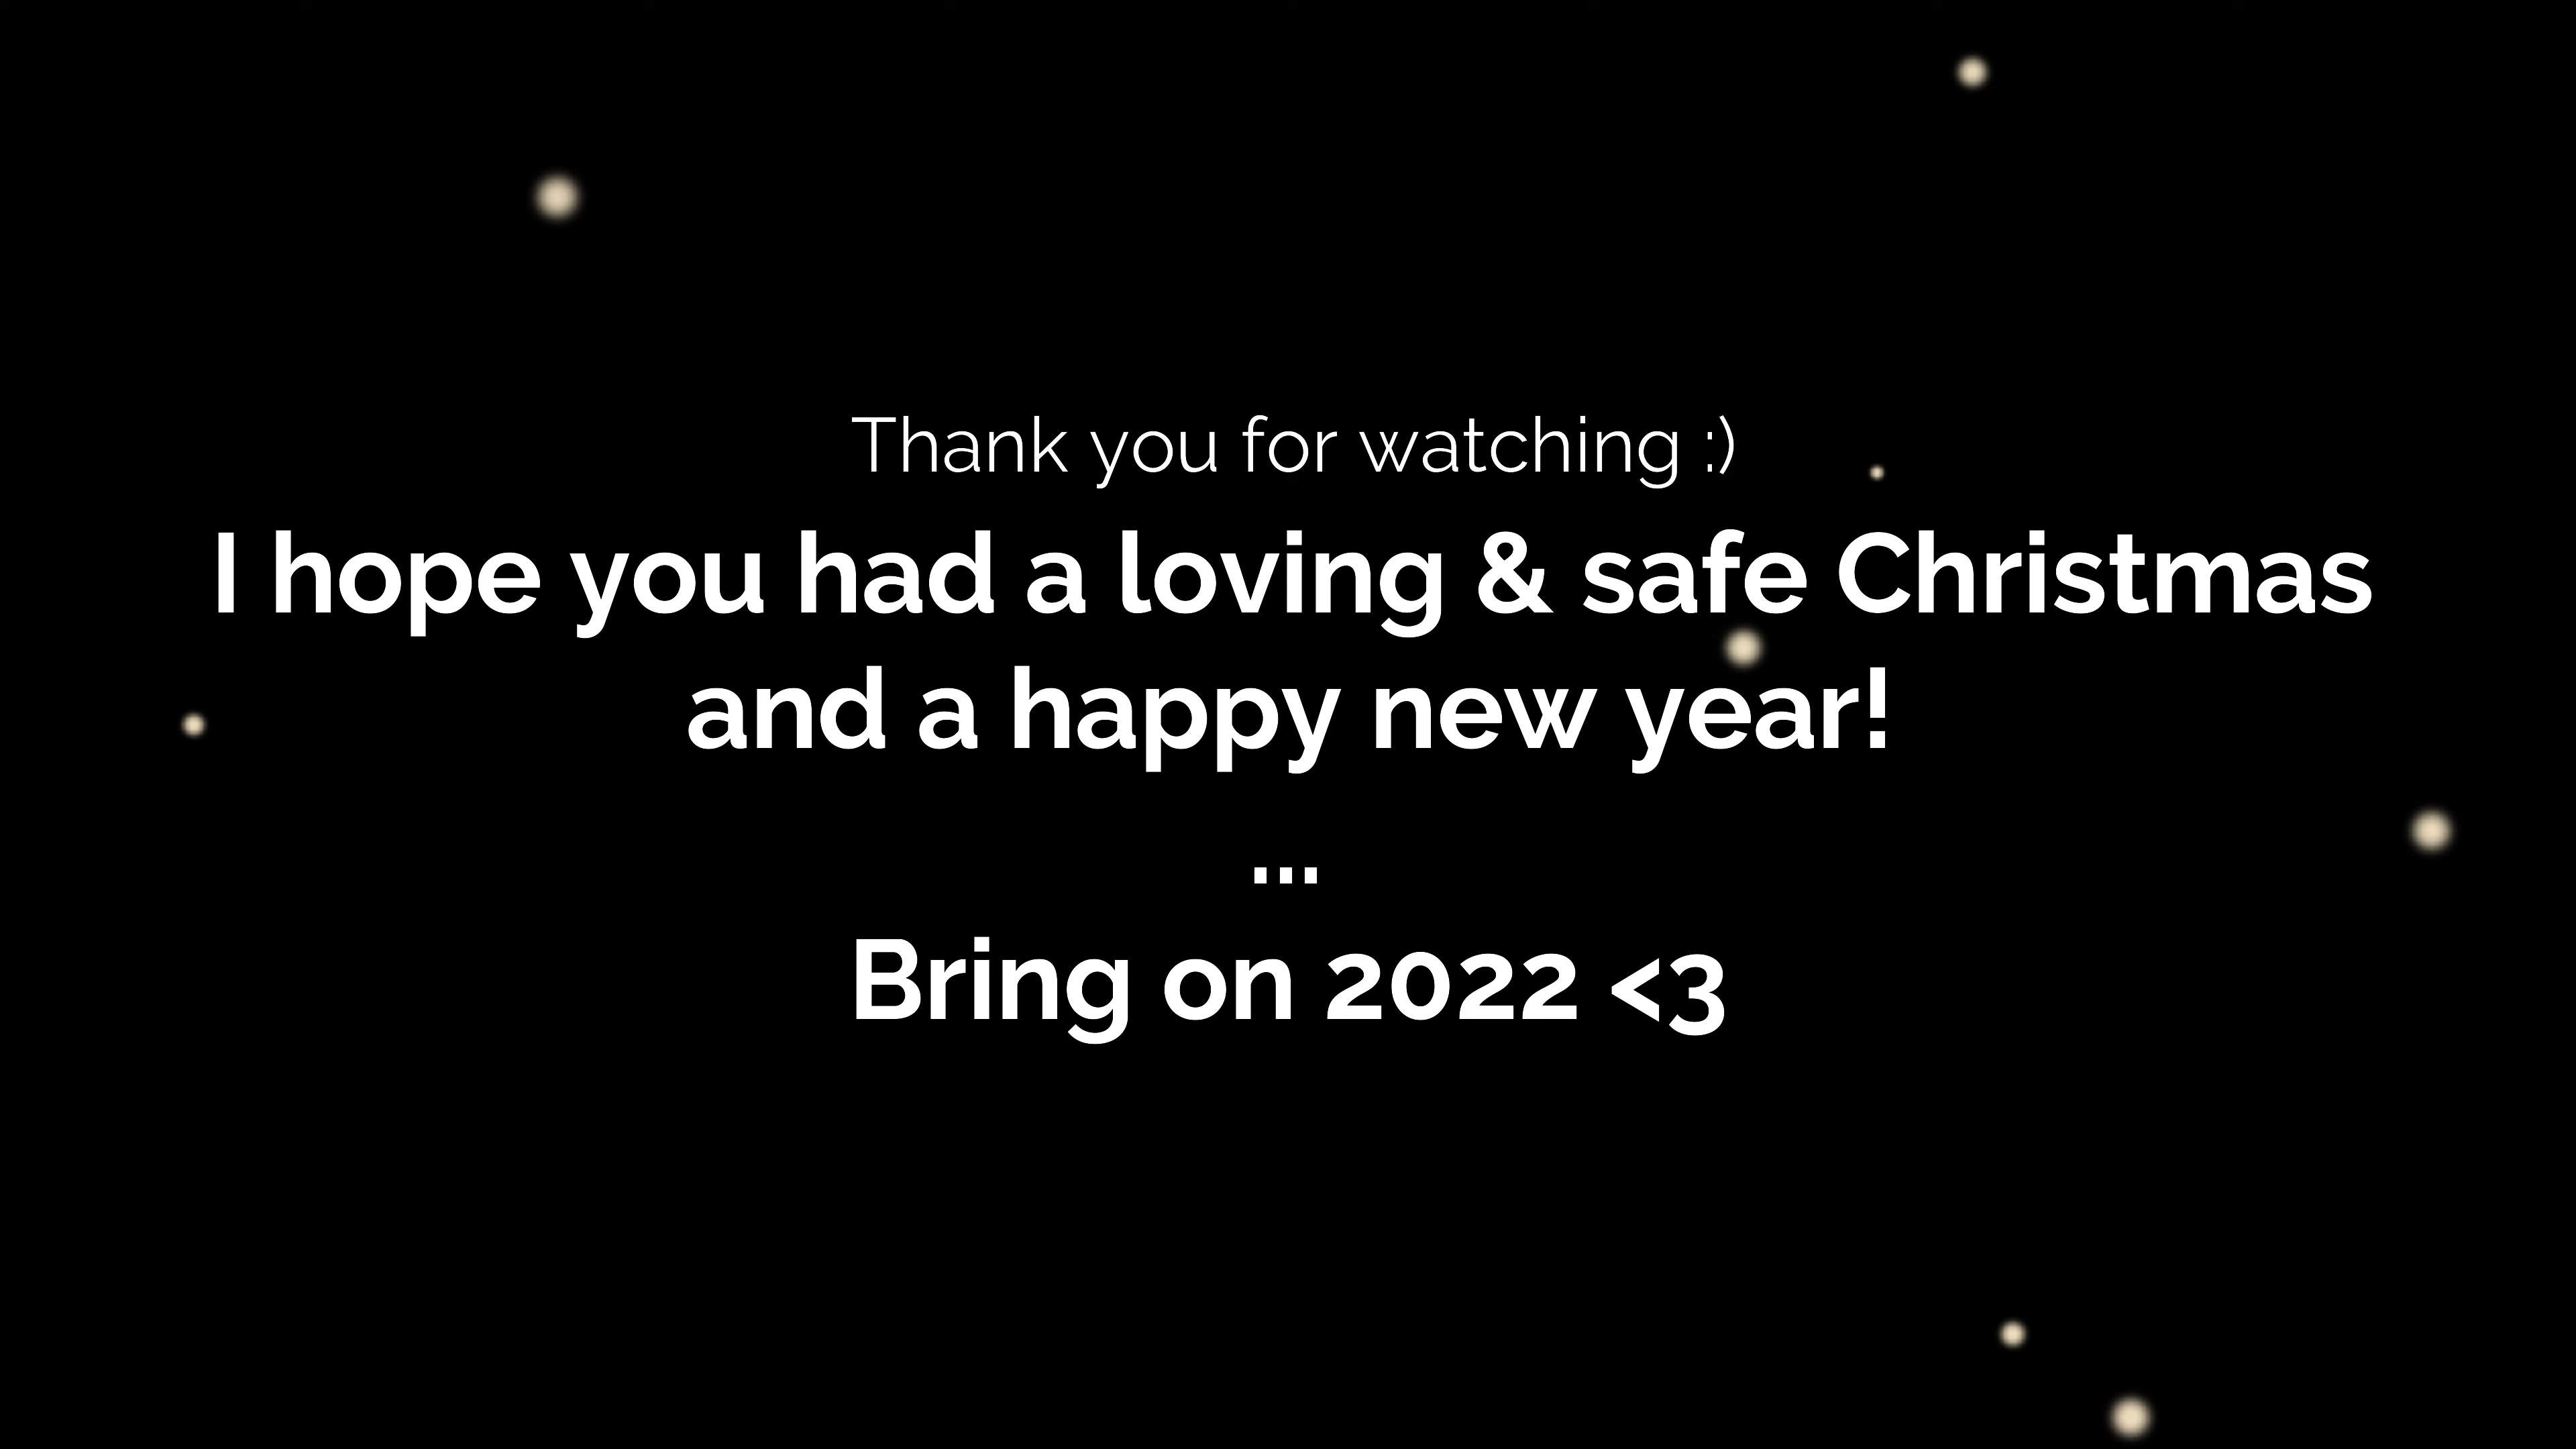 Thank you for watching :)
I hope you had a loving & safe Christmas
and a happy new year!
...
Bring on 2022 <3